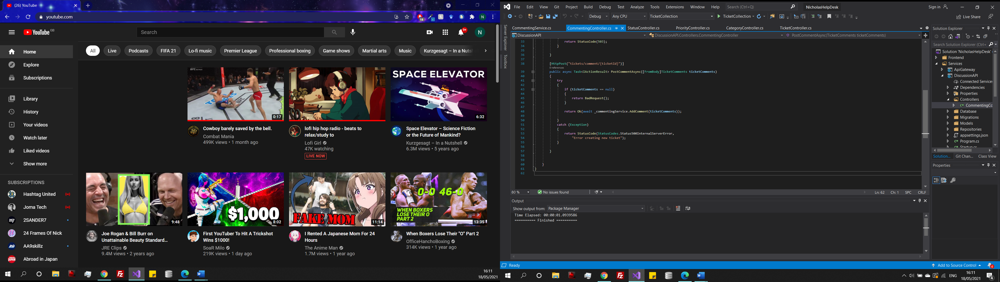 (26) YouTube
youtube.com
18
YouTube GB
Search
9+
N
Home
Explore
Subscriptions
Library
History
Your videos
Watch later
Liked videos
Show more
SUBSCRIPTIONS
Hashtag United
Joma Tech
2SANDER7
24 Frames Of Nick
AA9skillz
Abroad in Japan
All
Live
Podcasts
FIFA 21
Lo-fi music
Premier League
Professional boxing
Game shows
Martial arts
Music
Kurzgesagt – In a Nutsh
0:17
Cowboy barely saved by the bell.
Combat Mania
499K views • 1 month ago
lofi hip hop radio - beats to
relax/study to
Lofi Girl
47K watching
LIVE NOW
SPACE ELEVATOR
6:32
Space Elevator – Science Fiction
or the Future of Mankind?
Kurzgesagt – In a Nutshell
6.3M views • 5 years ago
9:48
Joe Rogan & Bill Burr on
Unattainable Beauty Standard...
JRE Clips
9.4M views • 2 years ago
$1,000
8:02
First YouTuber To Hit A Trickshot
Wins $1000!
SoaR Milo
219K views • 1 day ago
FAKE MOM
11:14
I Rented A Japanese Mom For 24
Hours
The Anime Man
1.7M views • 1 year ago
0-0 46-0
WHEN BOXERS
LOSE THEIR O
PART 2
13:35
When Boxers Lose Their "O" Part 2
OfficeHanchoBoxing
314K views • 1 year ago
16:11
18/05/2021
File Edit View Git Project Build Debug Test Analyze Tools Extensions Window Help Search (Ctrl+Q) NicholasHelpDesk Sign in
Debug Any CPU TicketCollection TicketCollection Live Share
Server Explorer
Toolbox
CommentingService.cs CommentingController.cs StatusController.cs PriorityController.cs CategoryController.cs TicketController.cs
DiscussionAPI DiscussionAPI.Controllers.CommentingController PostCommentAsync(TicketComments ticketComments)
33 return StatusCode(503);
34 }
35
36 }
37
38 [HttpPost("tickets/comment/{ticketId}")]
0 references
39 public async Task<IActionResult> PostCommentAsync([FromBody]TicketComments ticketComments)
40 {
41 try
42 {
43 if (ticketComments == null)
44 {
45 return BadRequest();
46 }
47
48 return Ok(await _commentingService.AddComment(ticketComments));
49
50 }
51 catch (Exception)
52 {
53 return StatusCode(StatusCodes.Status500InternalServerError,
54 "Error creating new ticket");
55 }
56
57 }
58
59
60 }
61 }
62
80 % No issues found Ln: 62 Ch: 1 SPC CRLF
Output
Show output from: Package Manager
Time Elapsed: 00:00:01.0939586
========== Finished ==========
Ready Add to Source Control 4
Solution Explorer
Search Solution Explorer (Ctrl+
Solution 'NicholasHelpDesk'
Frontend
Services
ApiGateway
DiscussionAPI
Connected Services
Dependencies
Properties
Controllers
CommentingCo
Database
Migrations
Models
Repositories
appsettings.json
Program.cs
Startup.cs
Solution... Git Chan... Class View
Properties
ENG
16:11
18/05/2021
4